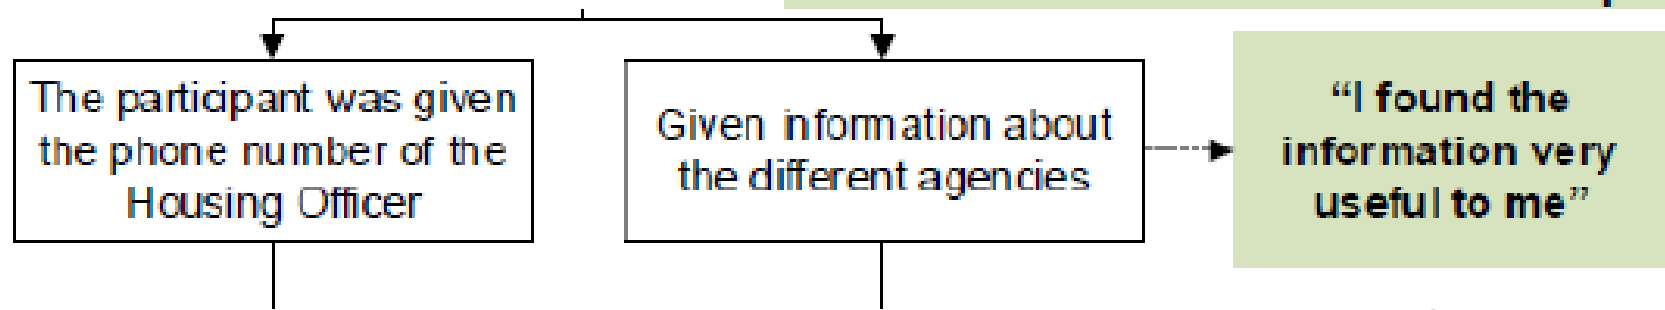 The participant was given
the phone number of the
Housing Officer
Given information about
the different agencies
“I found the
information very
useful to me”